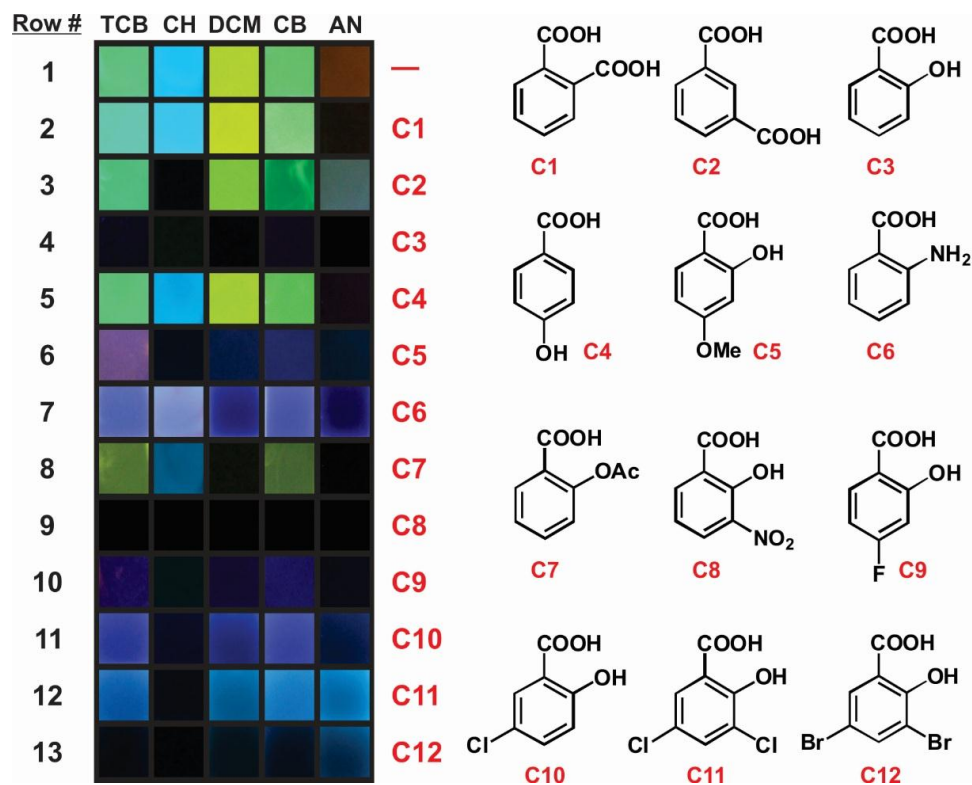 Row # TCB CH DCM CB AN
1 —
2 C1
3 C2
4 C3
5 C4
6 C5
7 C6
8 C7
9 C8
10 C9
11 C10
12 C11
13 C12
COOH COOH COOH
COOH OH
COOH
C1 C2 C3
COOH COOH COOH
OH NH2
OH C4 OMe C5 C6
COOH COOH COOH
OAc OH OH
NO2
C7 C8 F C9
COOH COOH COOH
OH OH OH
Cl Cl Cl Br Br
C10 C11 C12